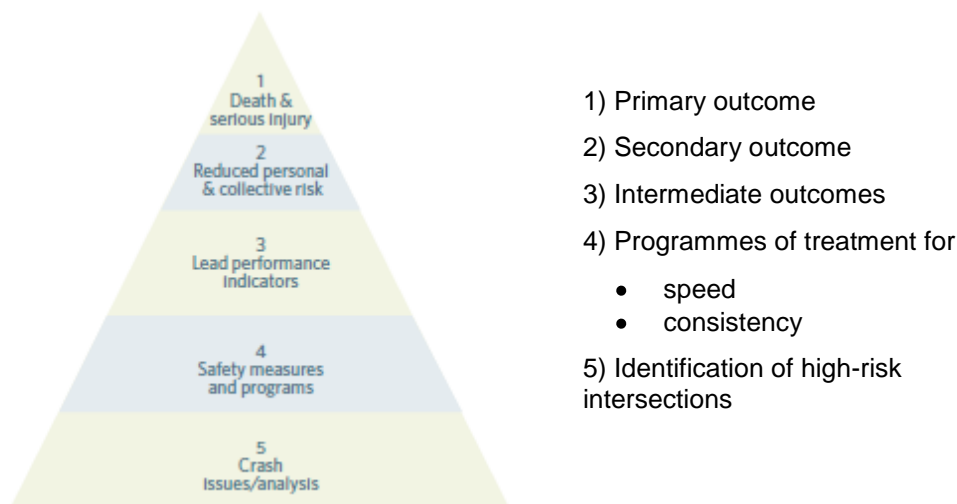 1
Death &
serious injury
2
Reduced personal
& collective risk
3
Lead performance
indicators
4
Safety measures
and programs
5
Crash
issues/analysis
1) Primary outcome
2) Secondary outcome
3) Intermediate outcomes
4) Programmes of treatment for
• speed
• consistency
5) Identification of high-risk
intersections